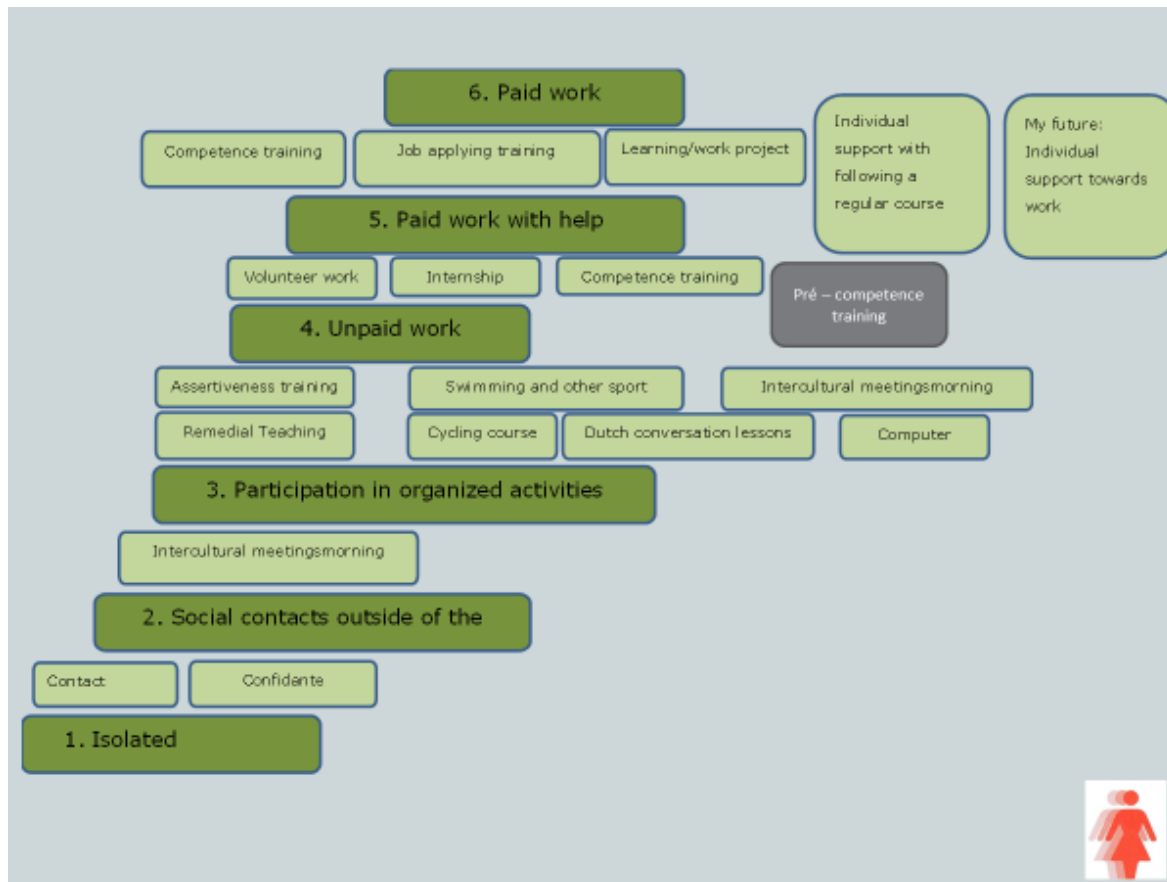 6. Paid work
Competence training
Job applying training
Learning/work project
Individual
support with
following a
regular course
My future:
Individual
support towards
work
5. Paid work with help
Volunteer work
Internship
Competence training
Pré – competence
training
4. Unpaid work
Assertiveness training
Swimming and other sport
Intercultural meetingsmorning
Remedial Teaching
Cycling course
Dutch conversation lessons
Computer
3. Participation in organized activities
Intercultural meetingsmorning
2. Social contacts outside of the
Contact
Confidante
1. Isolated